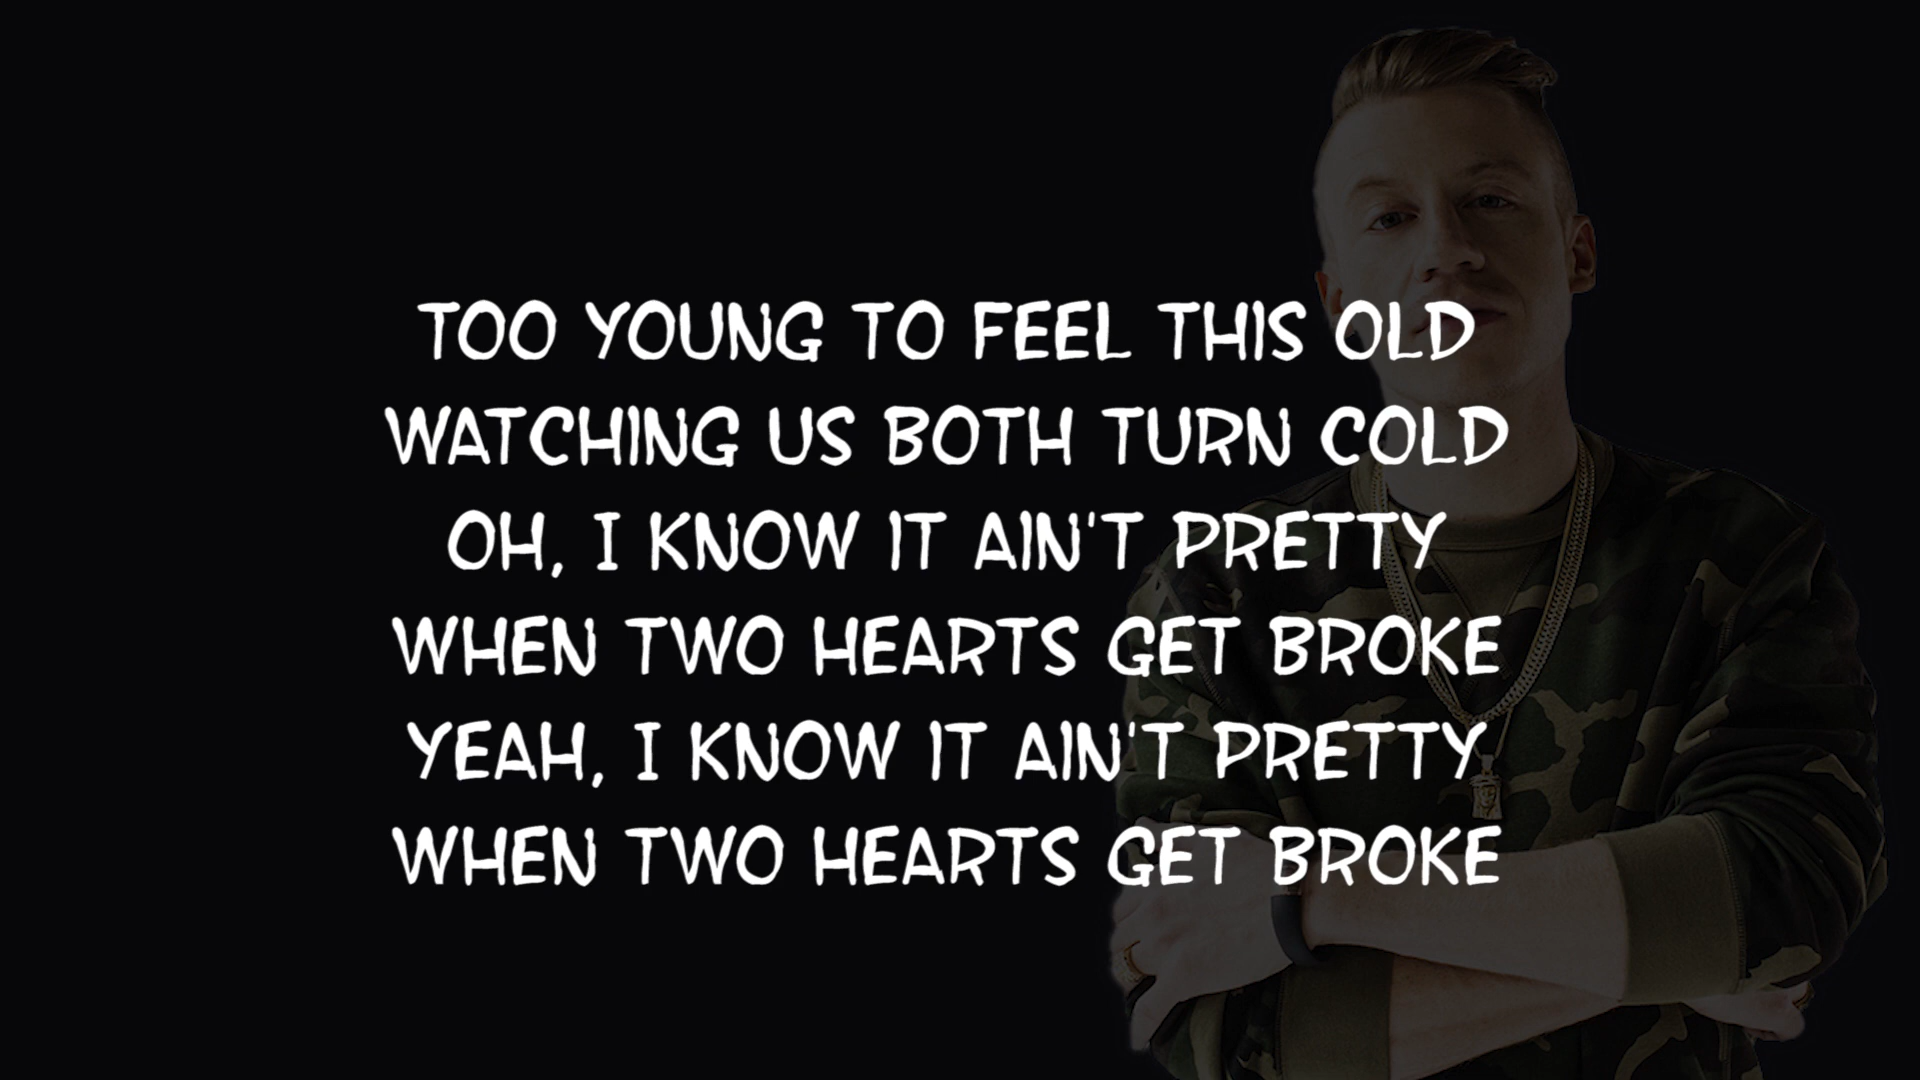 TOO YOUNG TO FEEL THIS OLD
WATCHING US BOTH TURN COLD
OH, I KNOW IT AIN'T PRETTY
WHEN TWO HEARTS GET BROKE
YEAH, I KNOW IT AIN'T PRETTY
WHEN TWO HEARTS GET BROKE